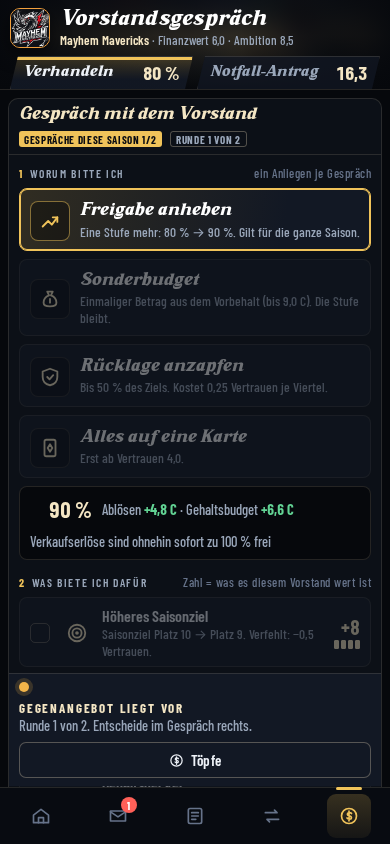 MAYHEM
Vorstandsgespräch
Mayhem Mavericks · Finanzwert 6,0 · Ambition 8,5
Verhandeln 80 %
Notfall-Antrag 16,3
Gespräch mit dem Vorstand
GESPRÄCHE DIESE SAISON 1/2
RUNDE 1 VON 2
1 WORUM BITTE ICH
ein Anliegen je Gespräch
Freigabe anheben
Eine Stufe mehr: 80 % → 90 %. Gilt für die ganze Saison.
Sonderbudget
Einmaliger Betrag aus dem Vorbehalt (bis 9,0 C). Die Stufe
bleibt.
Rücklage anzapfen
Bis 50 % des Ziels. Kostet 0,25 Vertrauen je Viertel.
Alles auf eine Karte
Erst ab Vertrauen 4,0.
90 % Ablösen +4,8 C · Gehaltsbudget +6,6 C
Verkaufserlöse sind ohnehin sofort zu 100 % frei
2 WAS BIETE ICH DAFÜR
Zahl = was es diesem Vorstand wert ist
Höheres Saisonziel
Saisonziel Platz 10 → Platz 9. Verfehlt: −0,5
Vertrauen.
+8
GEGENANGEBOT LIEGT VOR
Runde 1 von 2. Entscheide im Gespräch rechts.
Töpfe
1